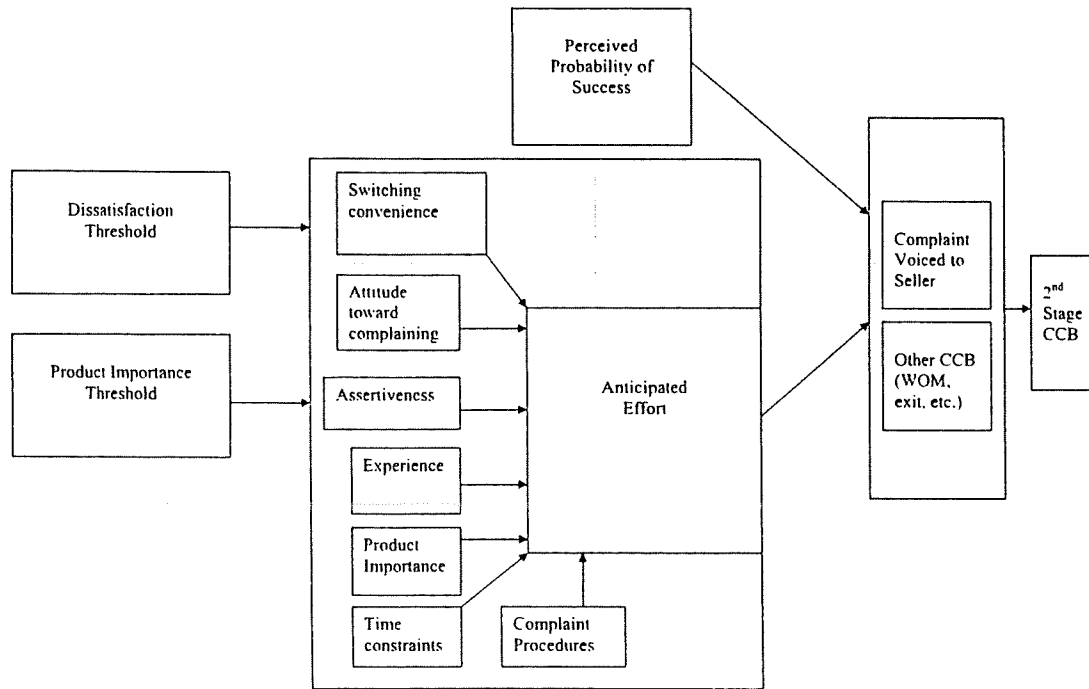 Perceived
Probability of
Success
Dissatisfaction
Threshold
Product Importance
Threshold
Switching
convenience
Attitude
toward
complaining
Assertiveness
Experience
Product
Importance
Time
constraints
Complaint
Procedures
Anticipated
Effort
Complaint
Voiced to
Seller
Other CCB
(WOM,
exit, etc.)
2nd
Stage
CCB